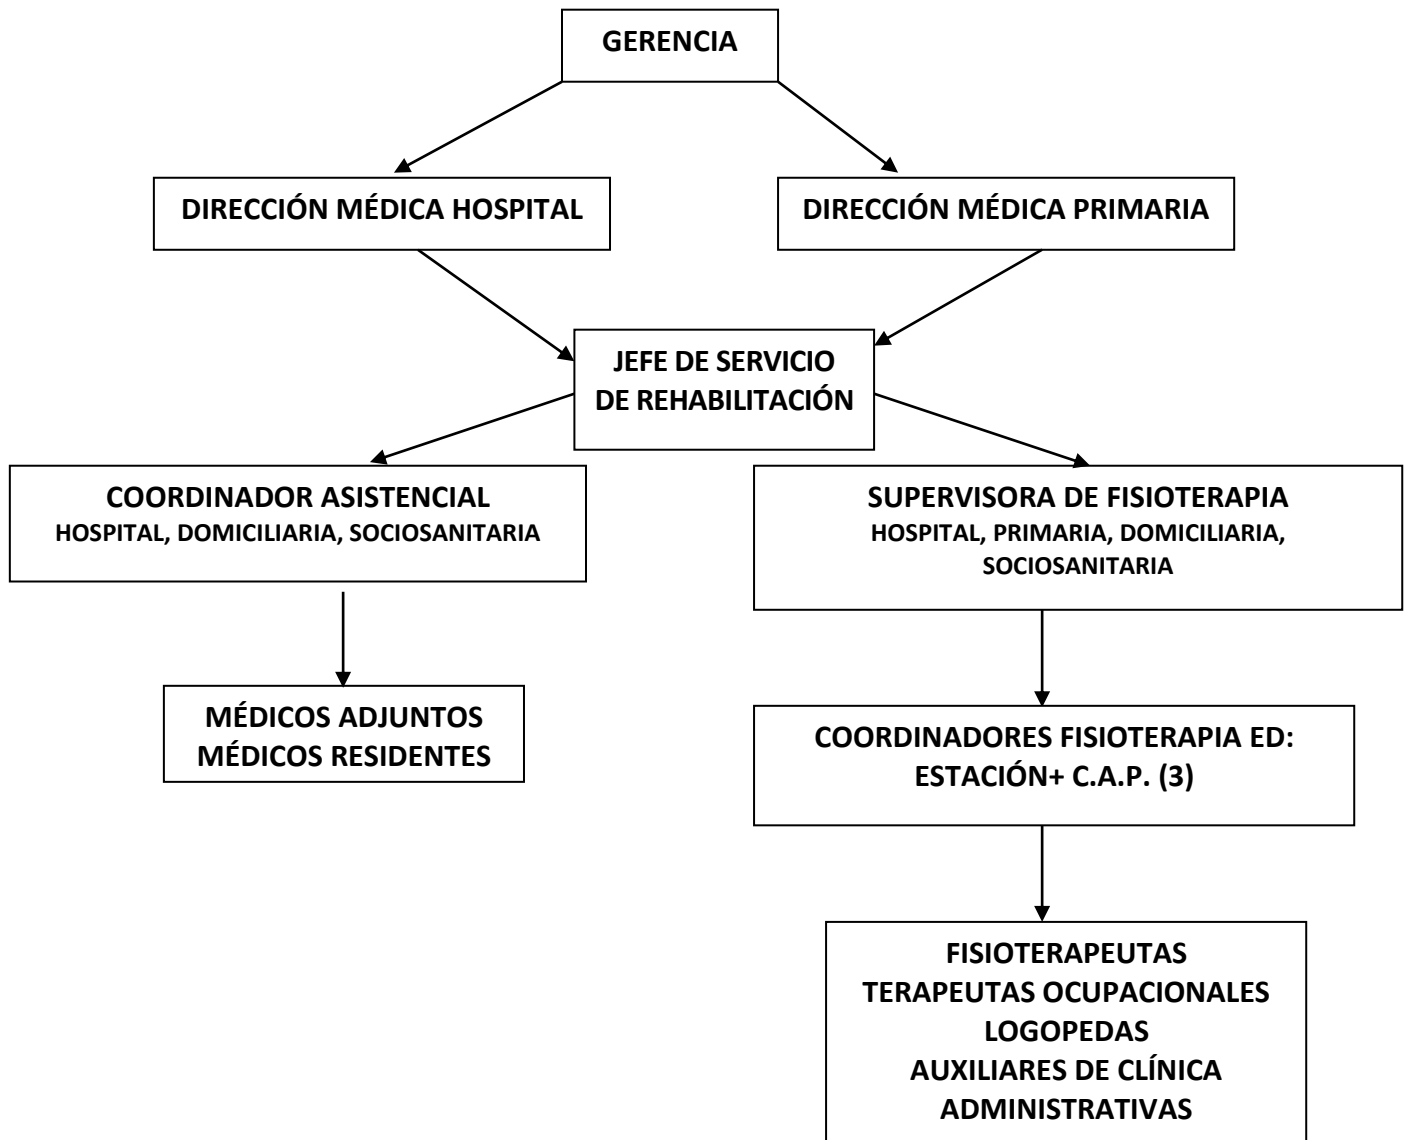 GERENCIA
DIRECCIÓN MÉDICA HOSPITAL
DIRECCIÓN MÉDICA PRIMARIA
JEFE DE SERVICIO
DE REHABILITACIÓN
COORDINADOR ASISTENCIAL
HOSPITAL, DOMICILIARIA, SOCIOSANITARIA
SUPERVISORA DE FISIOTERAPIA
HOSPITAL, PRIMARIA, DOMICILIARIA,
SOCIOSANITARIA
MÉDICOS ADJUNTOS
MÉDICOS RESIDENTES
COORDINADORES FISIOTERAPIA ED:
ESTACIÓN+ C.A.P. (3)
FISIOTERAPEUTAS
TERAPEUTAS OCUPACIONALES
LOGOPEDAS
AUXILIARES DE CLÍNICA
ADMINISTRATIVAS